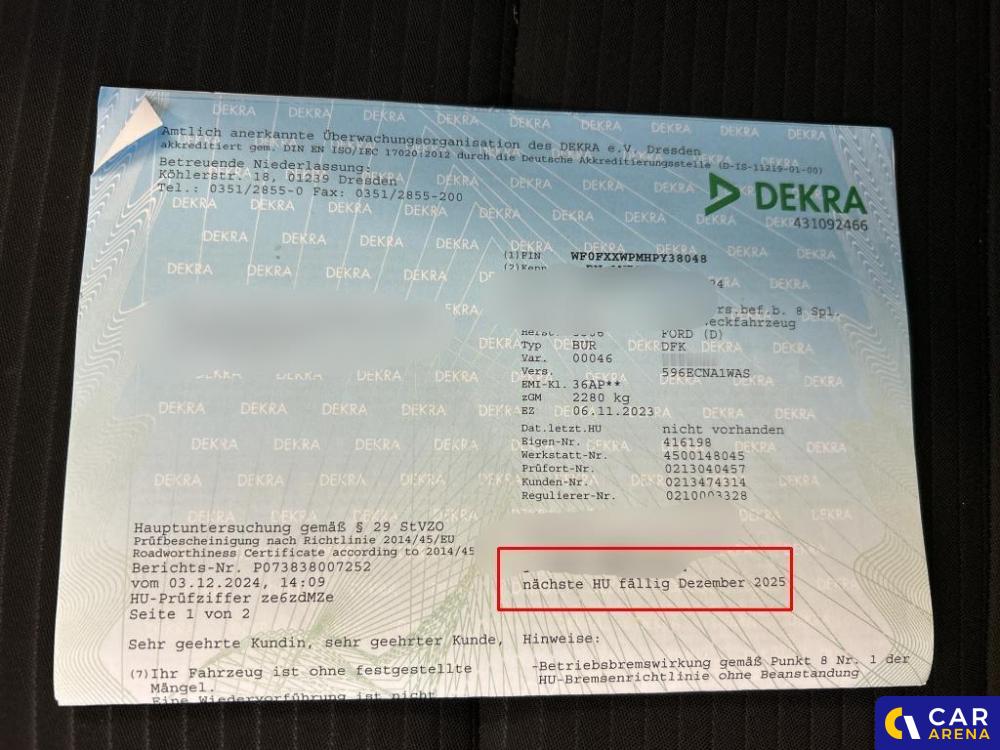 Amtlich anerkannte Überwachungsorganisation des DEKRA e.V. Dresden
akkreditiert gem. DIN EN ISO/IEC 17020:2012 durch die Deutsche Akkreditierungsstelle (D-IS-11219-01-00)
Betreuende Niederlassung:
Köhlerstr. 18, 01239 Dresden
Tel.: 0351/2855-0 Fax: 0351/2855-200
DEKRA
431092466
(1)FIN WF0FXXWPMHPY38048
(2)Kenn
rs.bef.b. 8 Spl.
eckfahrzeug
FORD (D)
Typ BUR DFK
Var. 00046
Vers. 596ECNA1WAS
EMI-Kl. 36AP**
zGM 2280 kg
EZ 06.11.2023
Dat.letzt.HU nicht vorhanden
Eigen-Nr. 416198
Werkstatt-Nr. 4500148045
Prüfort-Nr. 0213040457
Kunden-Nr. 0213474314
Regulierer-Nr. 0210003328
Hauptuntersuchung gemäß § 29 StVZO
Prüfbescheinigung nach Richtlinie 2014/45/EU
Roadworthiness Certificate according to 2014/45
Berichts-Nr. P073838007252
vom 03.12.2024, 14:09
HU-Prüfziffer ze6zdMZe
Seite 1 von 2
nächste HU fällig Dezember 2025
Sehr geehrte Kundin, sehr geehrter Kunde,
(7)Ihr Fahrzeug ist ohne festgestellte
Mängel.
Eine Wiedervorführung ist nicht
Hinweise:
-Betriebsbremswirkung gemäß Punkt 8 Nr. 1 der
HU-Bremsenrichtlinie ohne Beanstandung
CAR
ARENA